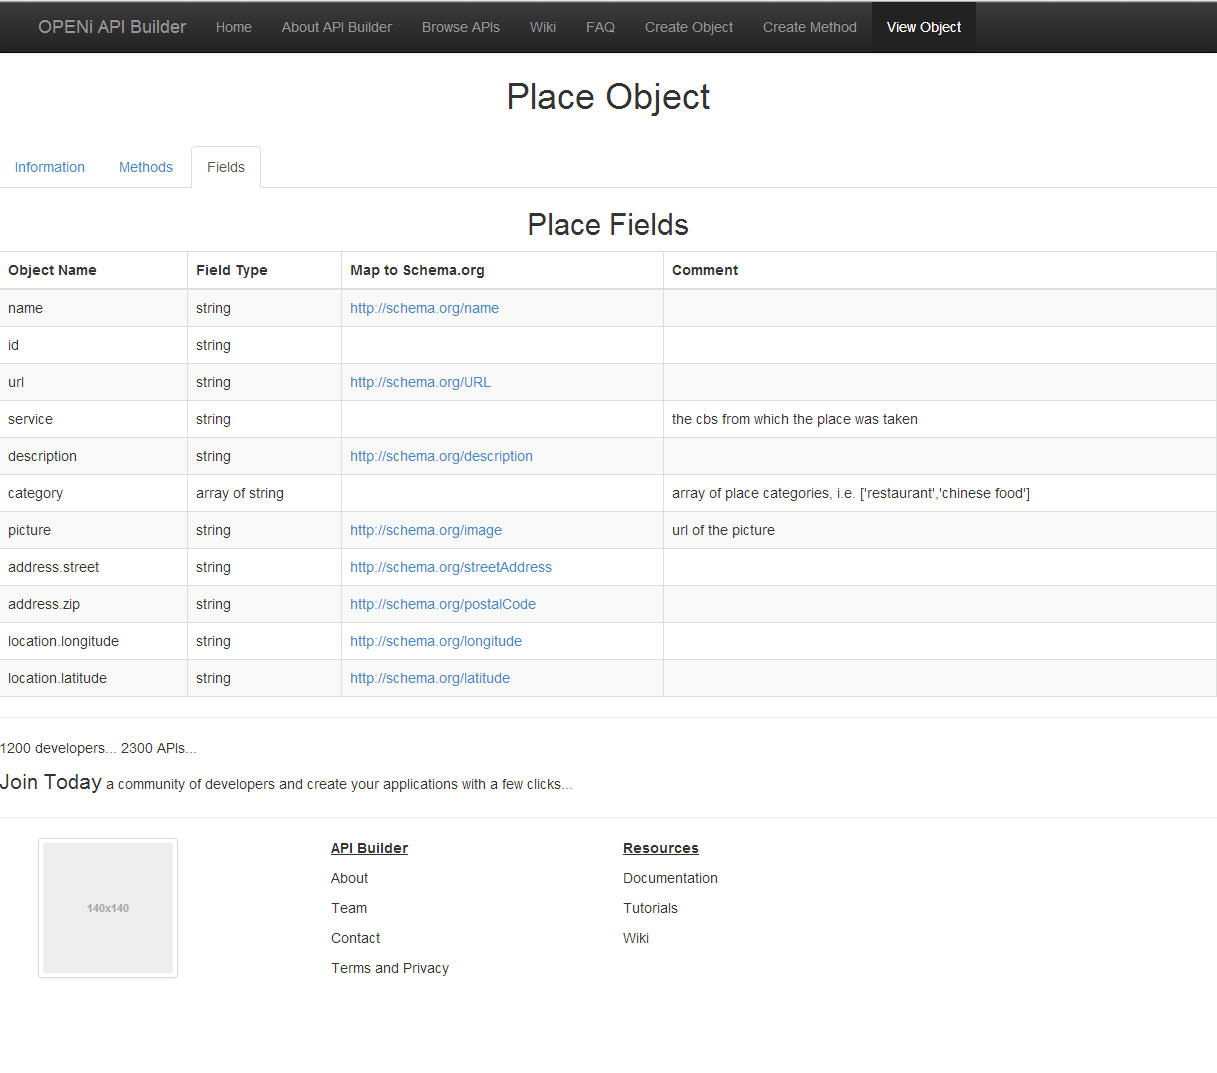 OPENi API Builder Home About API Builder Browse APIs Wiki FAQ Create Object Create Method View Object
Place Object
Information Methods Fields
Place Fields
Object Name Field Type Map to Schema.org Comment
name string http://schema.org/name
id string
url string http://schema.org/URL
service string the cbs from which the place was taken
description string http://schema.org/description
category array of string array of place categories, i.e. ['restaurant','chinese food']
picture string http://schema.org/image url of the picture
address.street string http://schema.org/streetAddress
address.zip string http://schema.org/postalCode
location.longitude string http://schema.org/longitude
location.latitude string http://schema.org/latitude
1200 developers... 2300 APIs...
Join Today a community of developers and create your applications with a few clicks...
140x140
API Builder
About
Team
Contact
Terms and Privacy
Resources
Documentation
Tutorials
Wiki